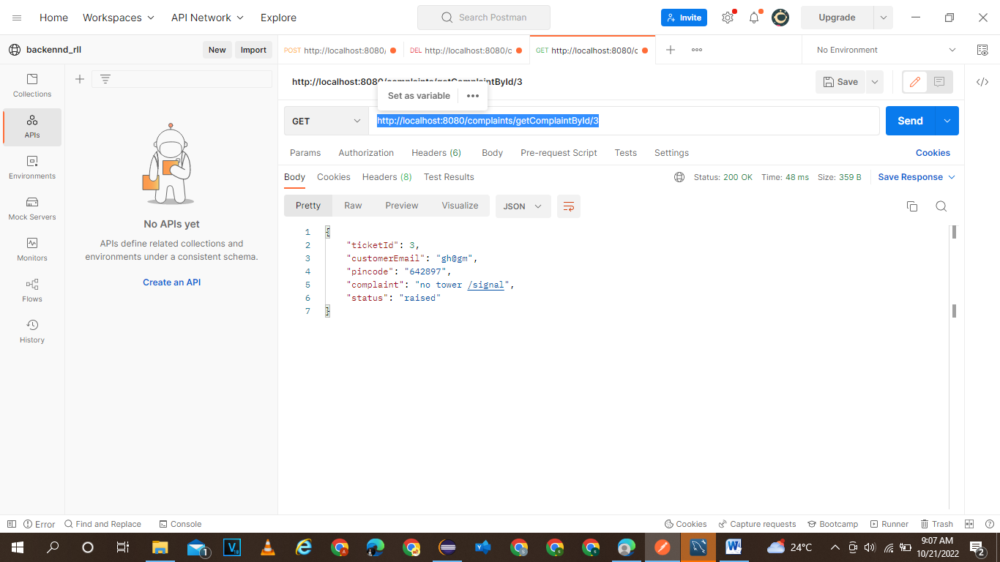 Home Workspaces API Network Explore Search Postman Invite Upgrade
backennd_rll New Import POST http://localhost:8080/ DEL http://localhost:8080/c GET http://localhost:8080/c No Environment
Collections
APIs
Environments
Mock Servers
Monitors
Flows
History
No APIs yet
APIs define related collections and
environments under a consistent schema.
Create an API
http://localhost:8080/complaints/getComplaintById/3 Save
Set as variable
GET http://localhost:8080/complaints/getComplaintById/3 Send
Params Authorization Headers (6) Body Pre-request Script Tests Settings Cookies
Body Cookies Headers (8) Test Results Status: 200 OK Time: 48 ms Size: 359 B Save Response
Pretty Raw Preview Visualize JSON
1 {
2 "ticketId": 3,
3 "customerEmail": "gh@gm",
4 "pincode": "642897",
5 "complaint": "no tower /signal",
6 "status": "raised"
7 }
Error Find and Replace Console Cookies Capture requests Bootcamp Runner Trash
24°C 9:07 AM
10/21/2022